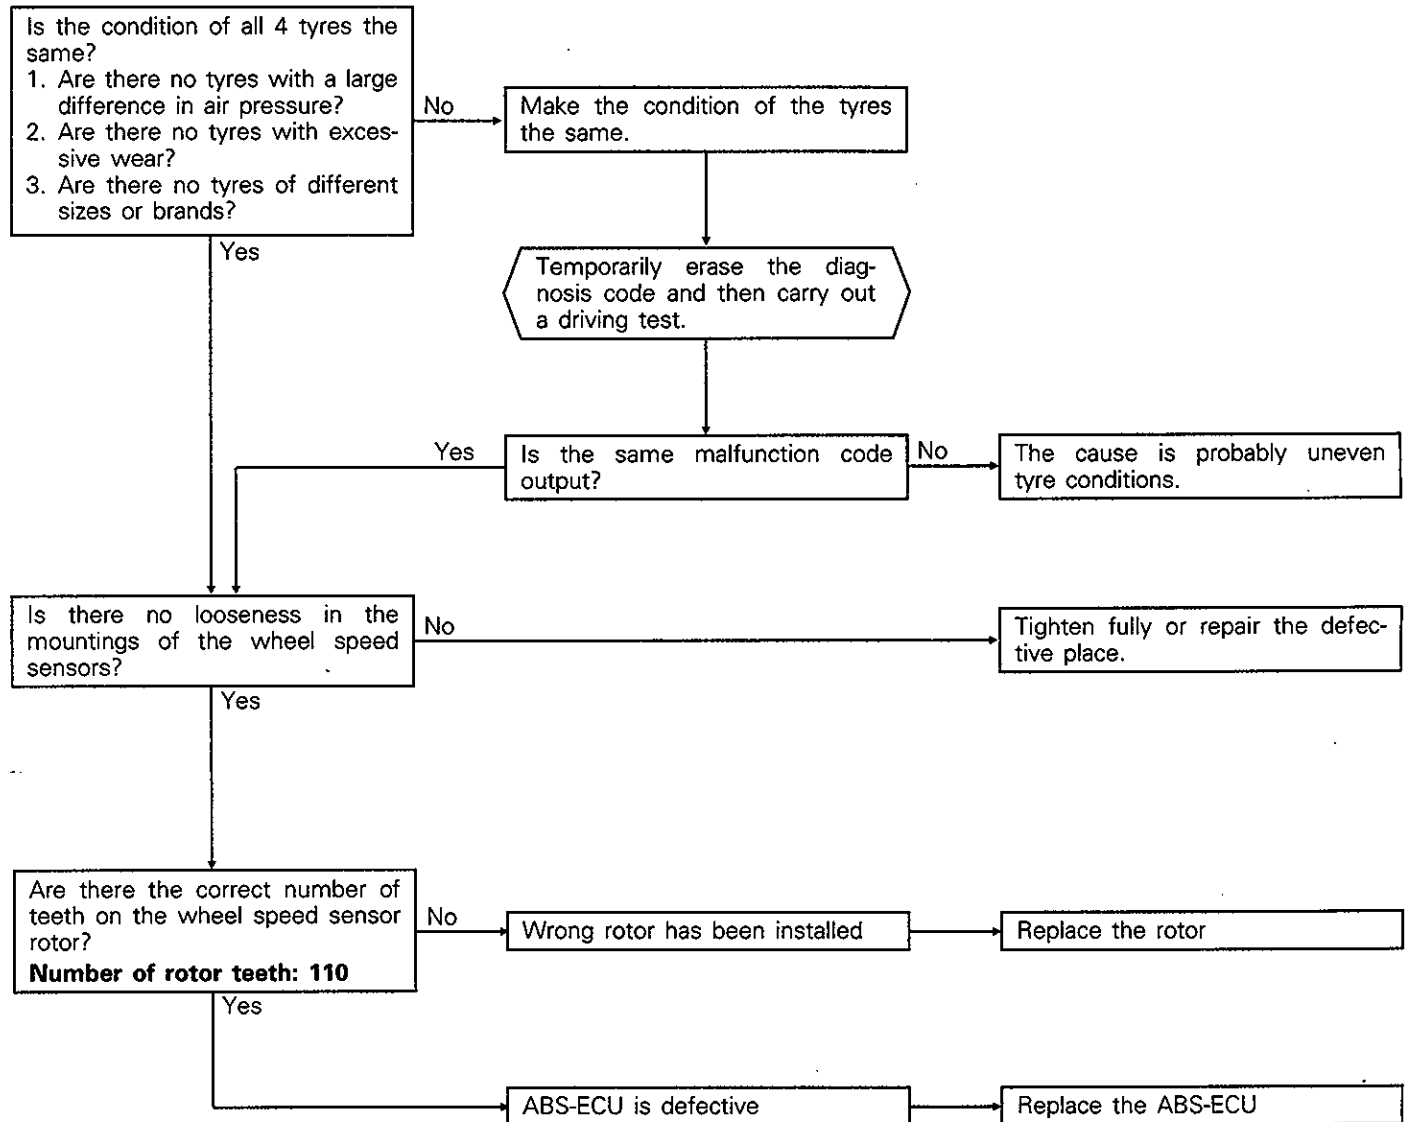 Is the condition of all 4 tyres the
same?
1. Are there no tyres with a large
difference in air pressure?
2. Are there no tyres with exces-
sive wear?
3. Are there no tyres of different
sizes or brands?
No
Make the condition of the tyres
the same.
Yes
Temporarily erase the diag-
nosis code and then carry out
a driving test.
Yes
Is the same malfunction code
output?
No
The cause is probably uneven
tyre conditions.
Is there no looseness in the
mountings of the wheel speed
sensors?
No
Tighten fully or repair the defec-
tive place.
Yes
Are there the correct number of
teeth on the wheel speed sensor
rotor?
Number of rotor teeth: 110
No
Wrong rotor has been installed
Replace the rotor
Yes
ABS-ECU is defective
Replace the ABS-ECU